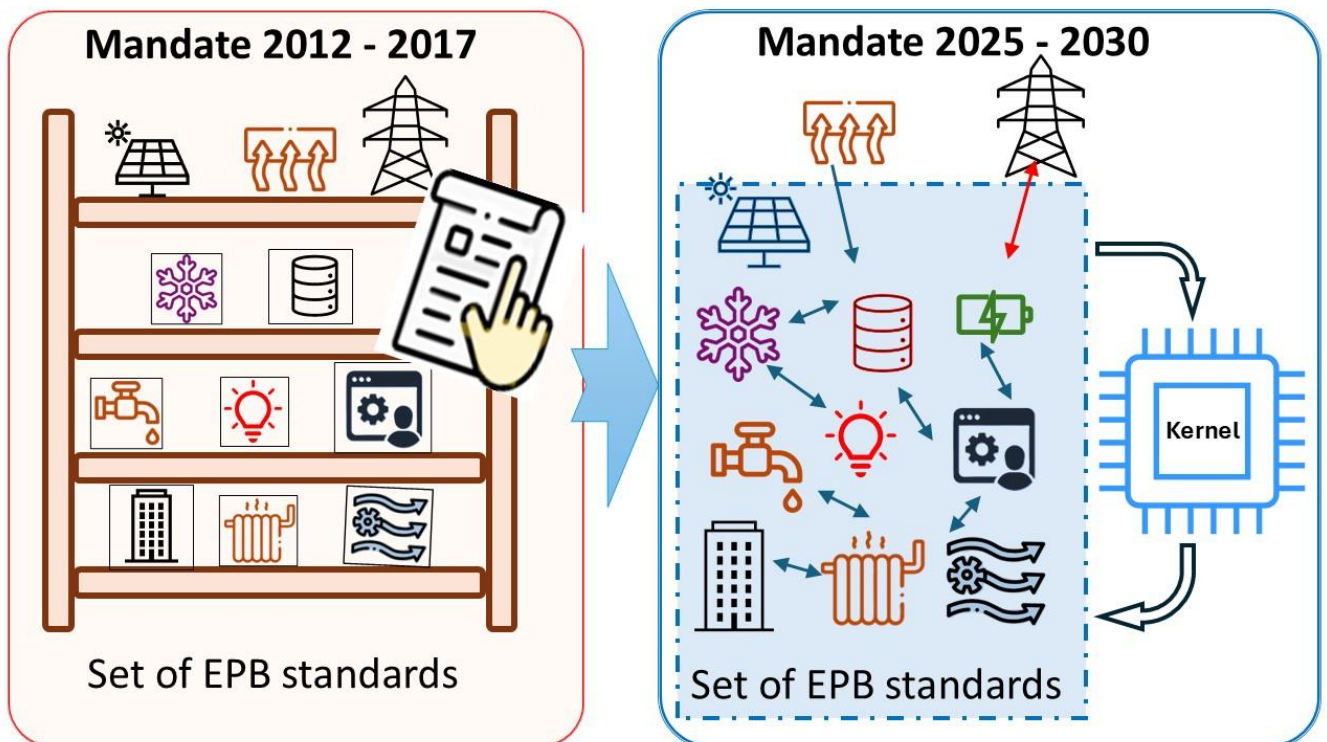 Mandate 2012 - 2017
Set of EPB standards
Mandate 2025 - 2030
Kernel
Set of EPB standards